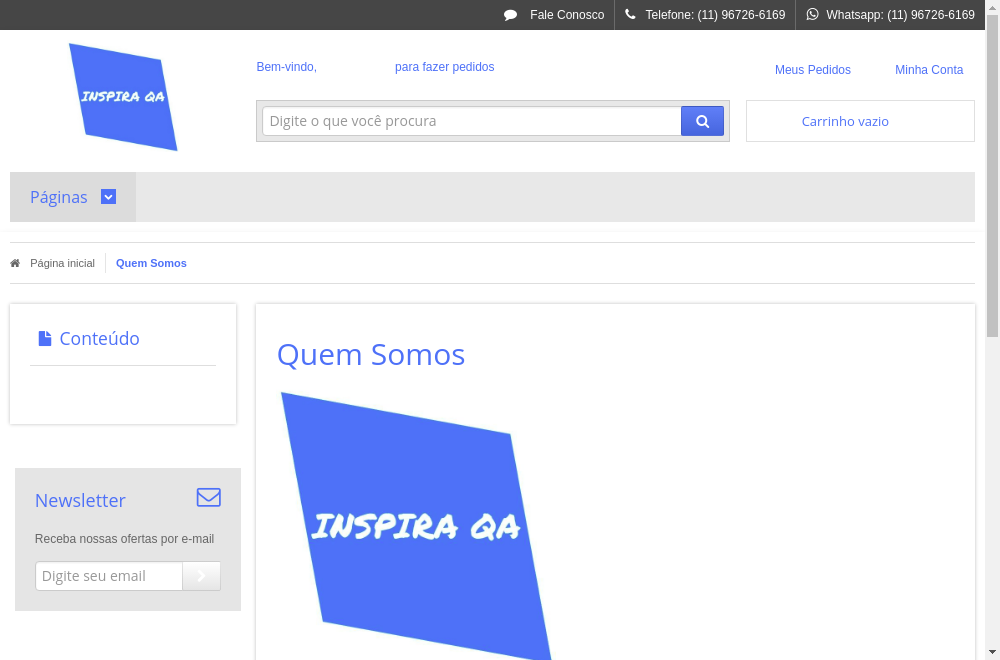 Fale Conosco
Telefone: (11) 96726-6169
Whatsapp: (11) 96726-6169
INSPIRA QA
Bem-vindo,
para fazer pedidos
Meus Pedidos
Minha Conta
Digite o que você procura
Carrinho vazio
Páginas
Página inicial
Quem Somos
Conteúdo
Quem Somos
INSPIRA QA
Newsletter
Receba nossas ofertas por e-mail
Digite seu email